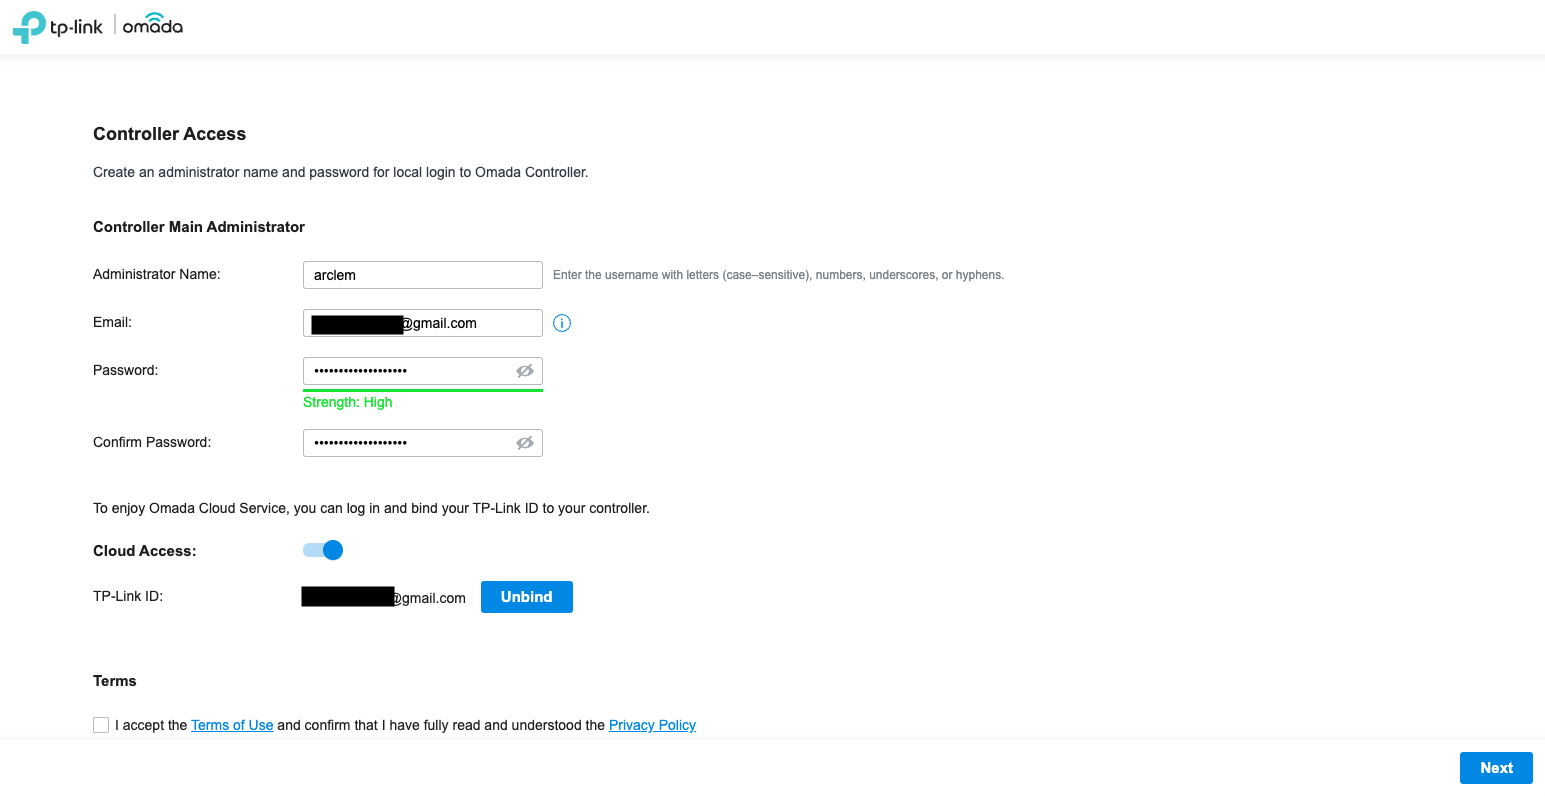 tp-link | omada
Controller Access
Create an administrator name and password for local login to Omada Controller.
Controller Main Administrator
Administrator Name: arclem Enter the username with letters (case–sensitive), numbers, underscores, or hyphens.
Email: @gmail.com
Password: •••••••••••••••••••
Strength: High
Confirm Password: •••••••••••••••••••
To enjoy Omada Cloud Service, you can log in and bind your TP-Link ID to your controller.
Cloud Access:
TP-Link ID: @gmail.com Unbind
Terms
I accept the Terms of Use and confirm that I have fully read and understood the Privacy Policy
Next